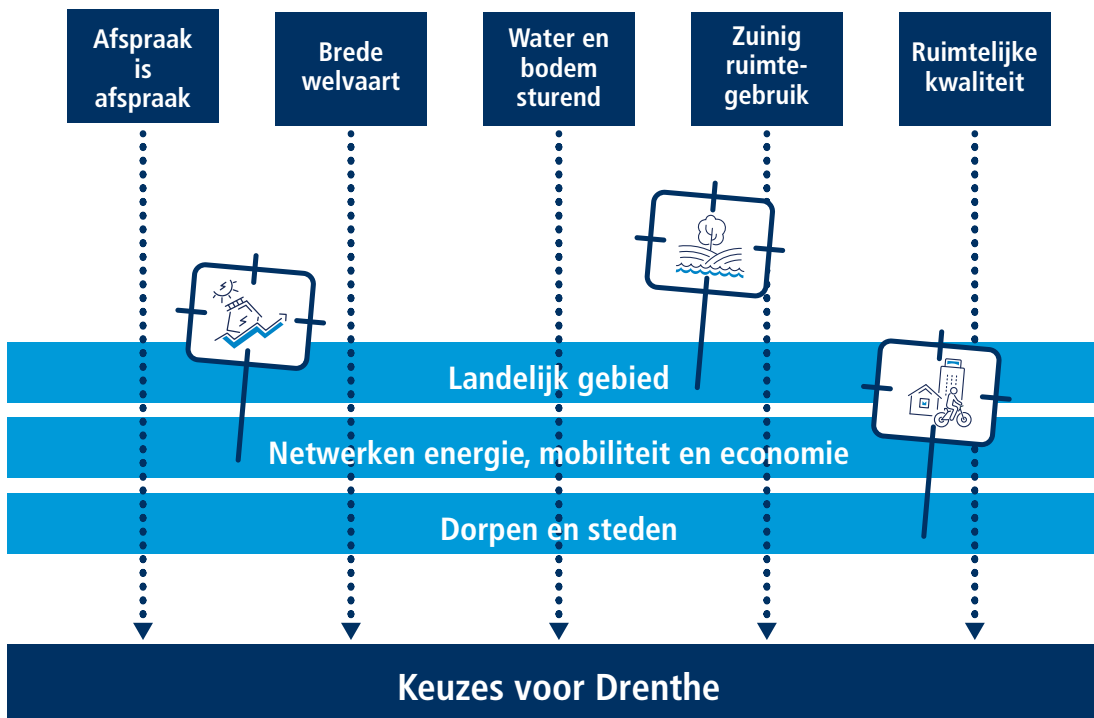 Afspraak
is
afspraak
Brede
welvaart
Water en
bodem
sturend
Zuinig
ruimte-
gebruik
Ruimtelijke
kwaliteit
Landelijk gebied
Netwerken energie, mobiliteit en economie
Dorpen en steden
Keuzes voor Drenthe